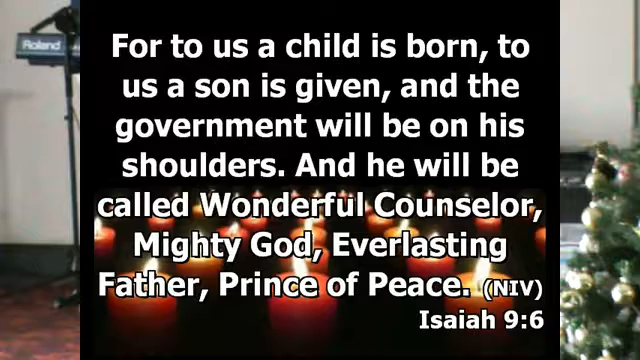 Roland
For to us a child is born, to
us a son is given, and the
government will be on his
shoulders. And he will be
called Wonderful Counselor,
Mighty God, Everlasting
Father, Prince of Peace. (NIV)
Isaiah 9:6